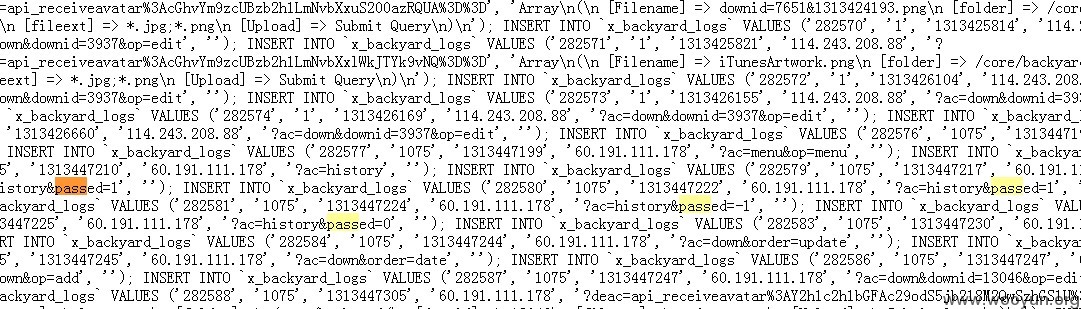 =api_receiveavatar%3AcGhvYm9zcUBzb2h1LmNvbXxuS200azRQUA%3D%3D', 'Array\n(\n [Filename] => downid=7651&1313424193.png\n [folder] => /core
\n [fileext] => *.jpg;*.png\n [Upload] => Submit Query\n)\n'); INSERT INTO `x_backyard_logs` VALUES ('282570', '1', '1313425814', '114.
own&downid=3937&op=edit', ''); INSERT INTO `x_backyard_logs` VALUES ('282571', '1', '1313425821', '114.243.208.88', '?
=api_receiveavatar%3AcGhvYm9zcUBzb2h1LmNvbXxlWkJTYk9vNQ%3D%3D', 'Array\n(\n [Filename] => iTunesArtwork.png\n [folder] => /core/backyar
eext] => *.jpg;*.png\n [Upload] => Submit Query\n)\n'); INSERT INTO `x_backyard_logs` VALUES ('282572', '1', '1313426104', '114.243.208
own&downid=3937&op=edit', ''); INSERT INTO `x_backyard_logs` VALUES ('282573', '1', '1313426155', '114.243.208.88', '?ac=down&downid=39
`x_backyard_logs` VALUES ('282574', '1', '1313426169', '114.243.208.88', '?ac=down&downid=3937&op=edit', ''); INSERT INTO `x_backyard_l
'1313426660', '114.243.208.88', '?ac=down&downid=3937&op=edit', ''); INSERT INTO `x_backyard_logs` VALUES ('282576', '1075', '131344719
INSERT INTO `x_backyard_logs` VALUES ('282577', '1075', '1313447199', '60.191.111.178', '?ac=menu&op=menu', ''); INSERT INTO `x_backyar
5', '1313447210', '60.191.111.178', '?ac=history', ''); INSERT INTO `x_backyard_logs` VALUES ('282579', '1075', '1313447217', '60.191.1
istory&passed=1', ''); INSERT INTO `x_backyard_logs` VALUES ('282580', '1075', '1313447222', '60.191.111.178', '?ac=history&passed=1',
ackyard_logs` VALUES ('282581', '1075', '1313447224', '60.191.111.178', '?ac=history&passed=-1', ''); INSERT INTO `x_backyard_logs` VAL
3447225', '60.191.111.178', '?ac=history&passed=0', ''); INSERT INTO `x_backyard_logs` VALUES ('282583', '1075', '1313447230', '60.191.
RT INTO `x_backyard_logs` VALUES ('282584', '1075', '1313447244', '60.191.111.178', '?ac=down&order=update', ''); INSERT INTO `x_backya
1313447245', '60.191.111.178', '?ac=down&order=date', ''); INSERT INTO `x_backyard_logs` VALUES ('282586', '1075', '1313447247', '60.19
own&op=add', ''); INSERT INTO `x_backyard_logs` VALUES ('282587', '1075', '1313447247', '60.191.111.178', '?ac=down&downid=13046&op=edi
ackyard_logs` VALUES ('282588', '1075', '1313447305', '60.191.111.178',
www.wooyun.org